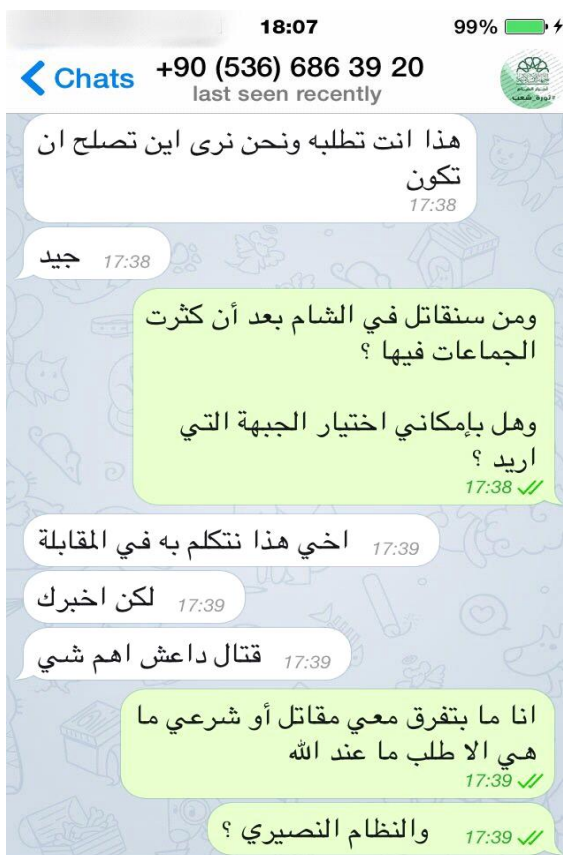 18:07
99%
Chats
+90 (536) 686 39 20
last seen recently
هذا انت تطلبه ونحن نرى اين تصلح ان
تكون
17:38
جيد 17:38
ومن سنقاتل في الشام بعد أن كثرت
الجماعات فيها ؟
وهل بإمكاني اختيار الجبهة التي
اريد ؟
17:38
اخي هذا نتكلم به في المقابلة 17:39
لكن اخبرك 17:39
قتال داعش اهم شي 17:39
انا ما بتفرق معي مقاتل أو شرعي ما
هي الا طلب ما عند الله
17:39
والنظام النصيري ؟ 17:39